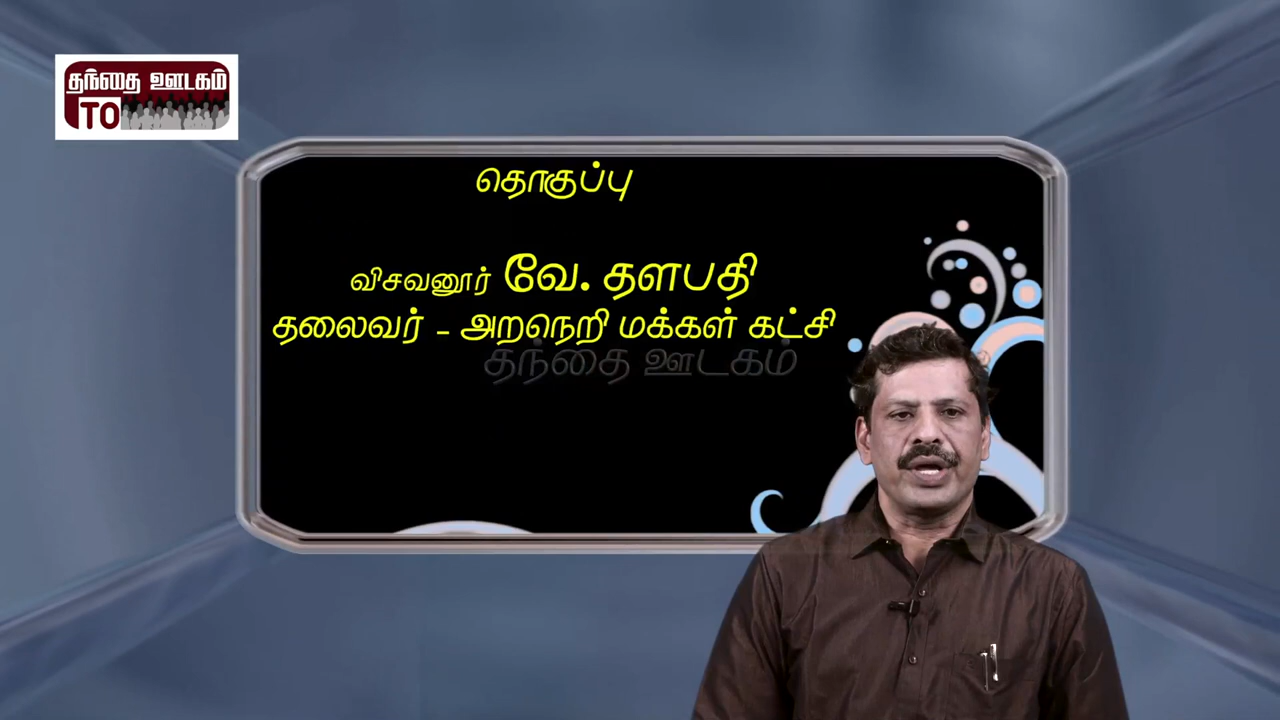 தந்தை ஊடகம்
TO
தொகுப்பு
விசவனூர் வே. தளபதி
தலைவர் - அறநெறி மக்கள் கட்சி
தந்தை ஊடகம்